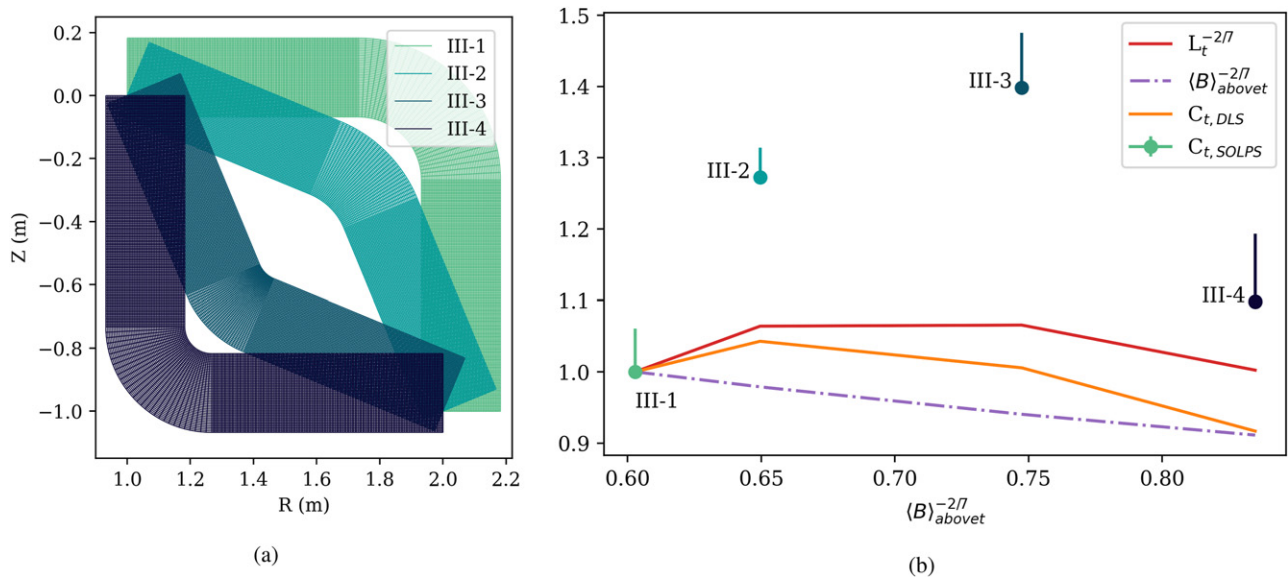 0.2
0.0
−0.2
−0.4
−0.6
−0.8
−1.0
Z (m)
1.0 1.2 1.4 1.6 1.8 2.0 2.2
R (m)
III-1
III-2
III-3
III-4
(a)
1.5
1.4
1.3
1.2
1.1
1.0
0.9
III-3
III-2
III-4
III-1
L_t^{-2/7}
⟨B⟩_{abovet}^{-2/7}
C_{t, DLS}
C_{t, SOLPS}
0.60 0.65 0.70 0.75 0.80
⟨B⟩_{abovet}^{-2/7}
(b)